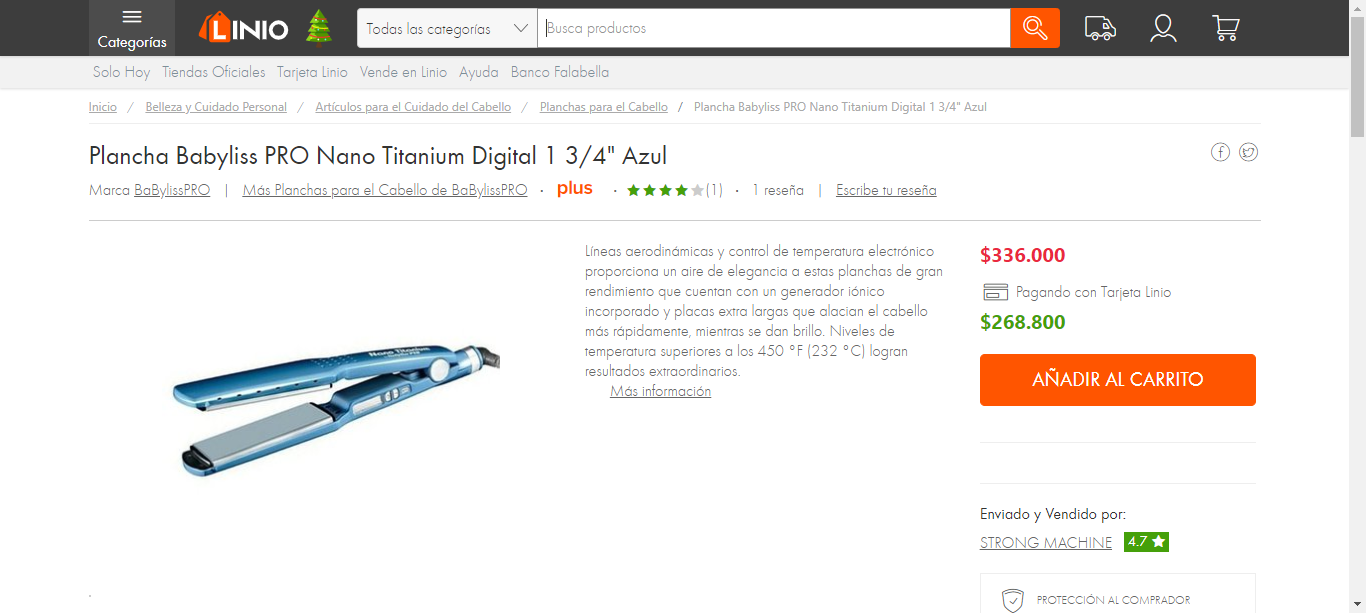 Categorías
LINIO
Todas las categorías
Busca productos
Solo Hoy Tiendas Oficiales Tarjeta Linio Vende en Linio Ayuda Banco Falabella
Inicio / Belleza y Cuidado Personal / Artículos para el Cuidado del Cabello / Planchas para el Cabello / Plancha Babyliss PRO Nano Titanium Digital 1 3/4" Azul
Plancha Babyliss PRO Nano Titanium Digital 1 3/4" Azul
Marca BaBylissPRO | Más Planchas para el Cabello de BaBylissPRO · plus · (1) · 1 reseña | Escribe tu reseña
Líneas aerodinámicas y control de temperatura electrónico
proporciona un aire de elegancia a estas planchas de gran
rendimiento que cuentan con un generador iónico
incorporado y placas extra largas que alacian el cabello
más rápidamente, mientras se dan brillo. Niveles de
temperatura superiores a los 450 °F (232 °C) logran
resultados extraordinarios.
Más información
Nano Titanium
$336.000
Pagando con Tarjeta Linio
$268.800
AÑADIR AL CARRITO
Enviado y Vendido por:
STRONG MACHINE 4.7
PROTECCIÓN AL COMPRADOR